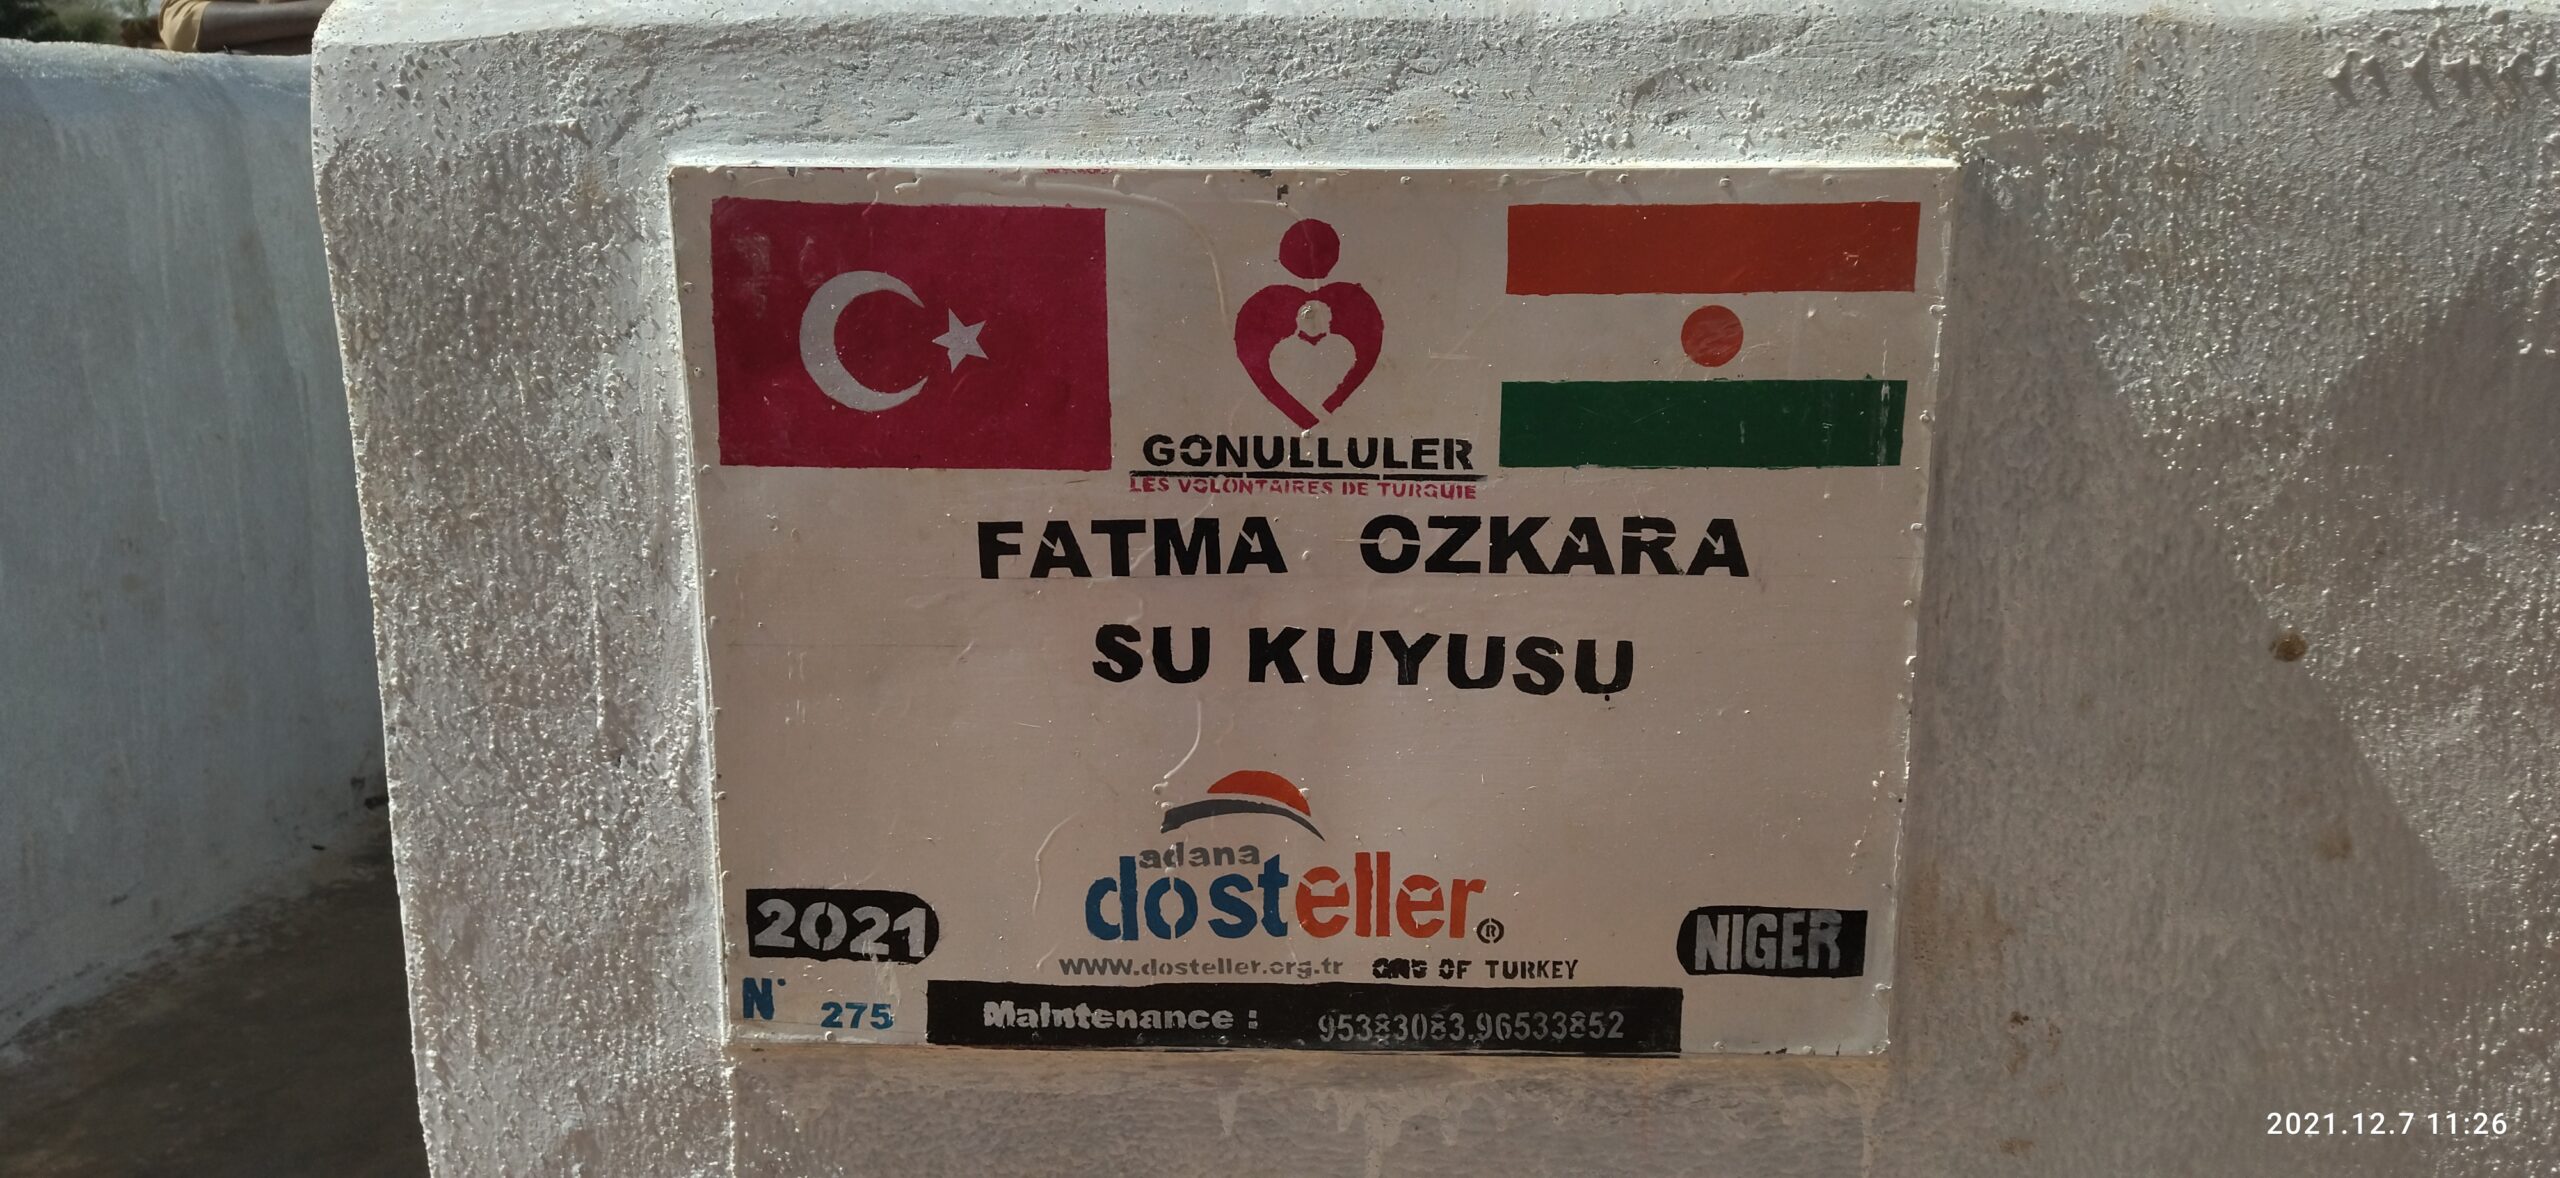 GONULLULER
LES VOLONTAIRES DE TURQUIE
FATMA OZKARA
SU KUYUSU
adana
dosteller®
www.dosteller.org.tr ONG OF TURKEY
2021
NIGER
N° 275
Maintenance : 95383083.96533852
2021.12.7 11:26